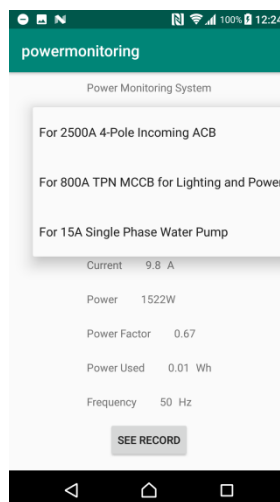 100% 12:24
powermonitoring
Power Monitoring System
For 2500A 4-Pole Incoming ACB
For 800A TPN MCCB for Lighting and Power
For 15A Single Phase Water Pump
Current 9.8 A
Power 1522W
Power Factor 0.67
Power Used 0.01 Wh
Frequency 50 Hz
SEE RECORD